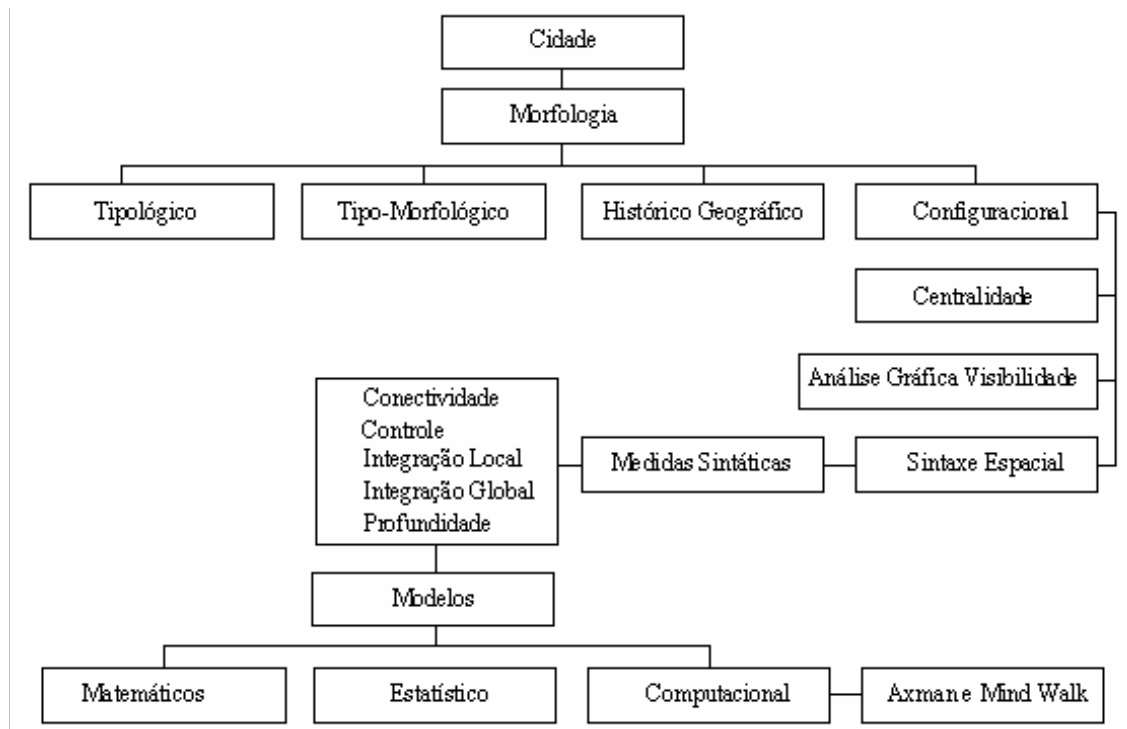 Cidade
Morfologia
Tipológico
Tipo-Morfológico
Histórico Geográfico
Configuracional
Centralidade
Análise Gráfica Visibilidade
Conectividade
Controle
Integração Local
Integração Global
Profundidade
Medidas Sintáticas
Sintaxe Espacial
Modelos
Matemáticos
Estatístico
Computacional
Axman e Mind Walk